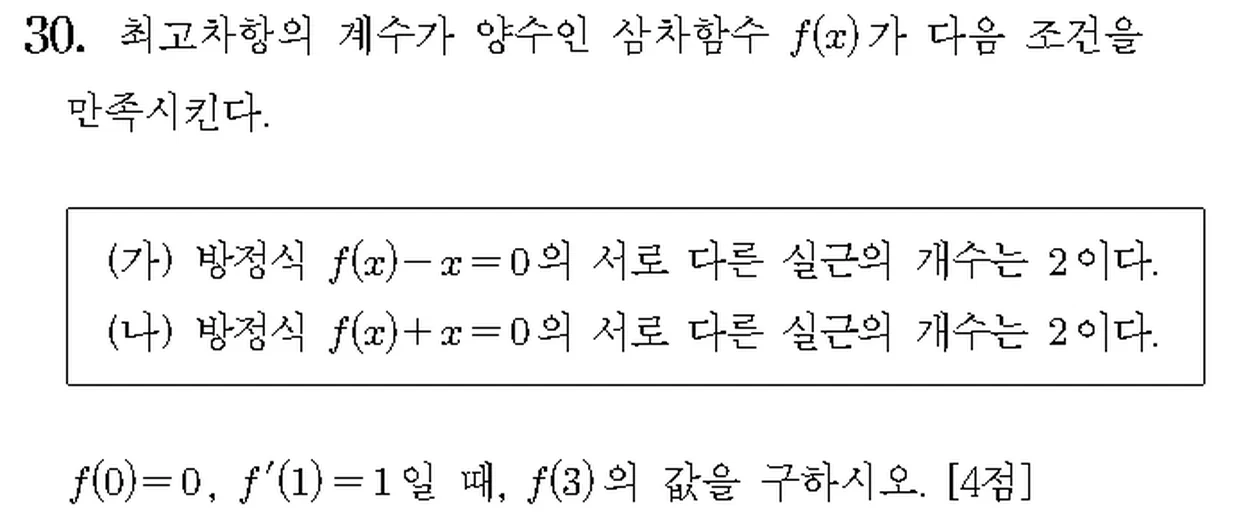 30. 최고차항의 계수가 양수인 삼차함수 f(x)가 다음 조건을
만족시킨다.
(가) 방정식 f(x)-x=0의 서로 다른 실근의 개수는 2이다.
(나) 방정식 f(x)+x=0의 서로 다른 실근의 개수는 2이다.
f(0)=0, f′(1)=1일 때, f(3)의 값을 구하시오. [4점]